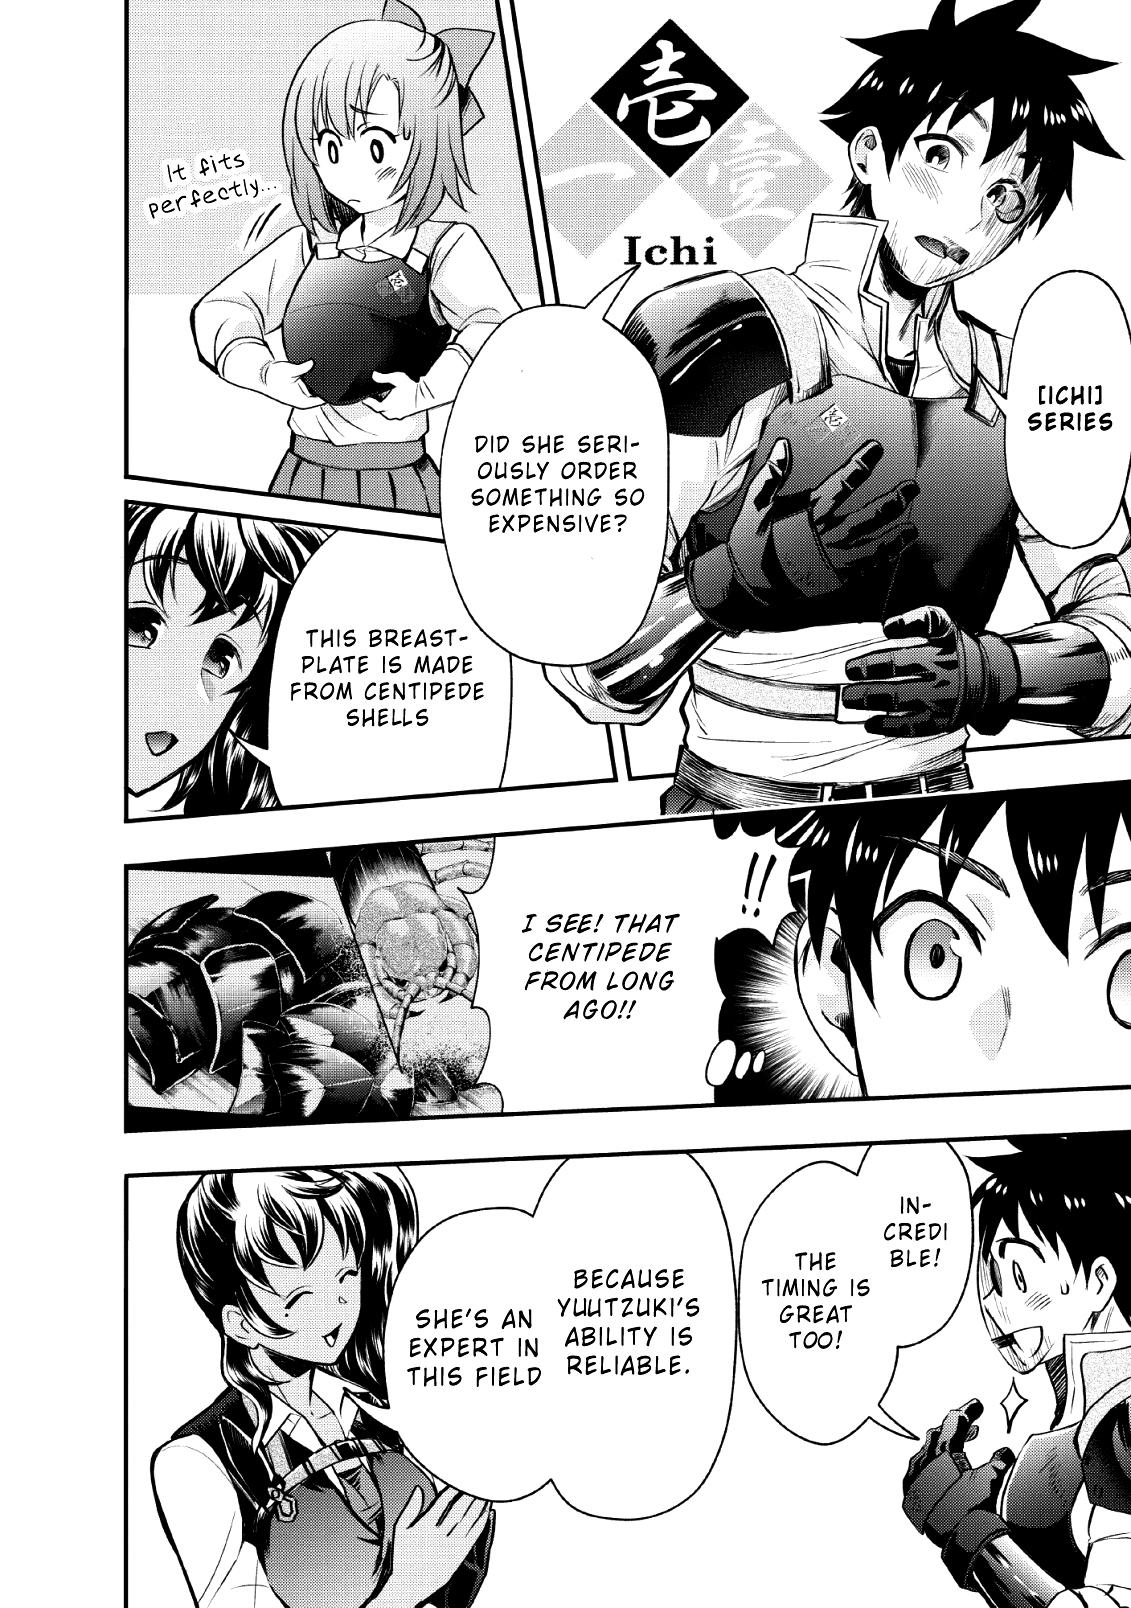 壱
一
壹
Ichi
[ICHI]
SERIES
DID SHE SERI-
OUSLY ORDER
SOMETHING SO
EXPENSIVE?
It fits
perfectly...
THIS BREAST-
PLATE IS MADE
FROM CENTIPEDE
SHELLS
!!
I SEE! THAT
CENTIPEDE
FROM LONG
AGO!!
IN-
CREDI
BLE!
THE
TIMING IS
GREAT
TOO!
BECAUSE
YUUTZUKI'S
ABILITY IS
RELIABLE.
SHE'S AN
EXPERT IN
THIS FIELD